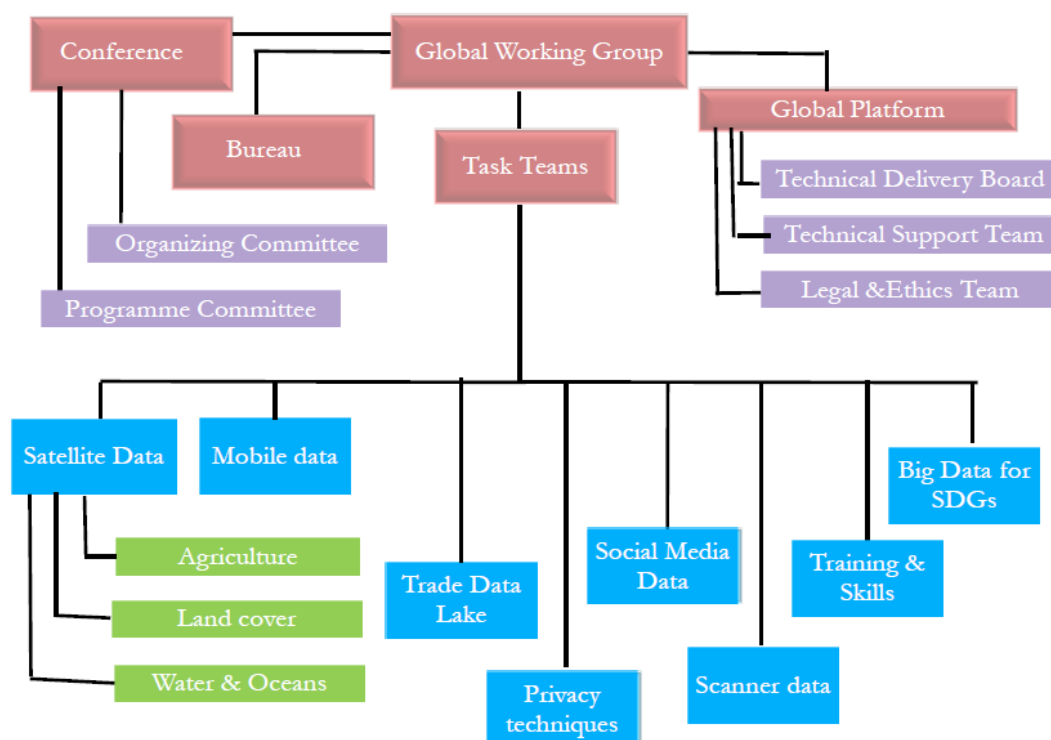 Conference
Global Working Group
Global Platform
Bureau
Task Teams
Technical Delivery Board
Organizing Committee
Technical Support Team
Programme Committee
Legal &Ethics Team
Satellite Data
Mobile data
Big Data for
SDGs
Agriculture
Land cover
Water & Oceans
Trade Data
Lake
Social Media
Data
Training &
Skills
Privacy
techniques
Scanner data